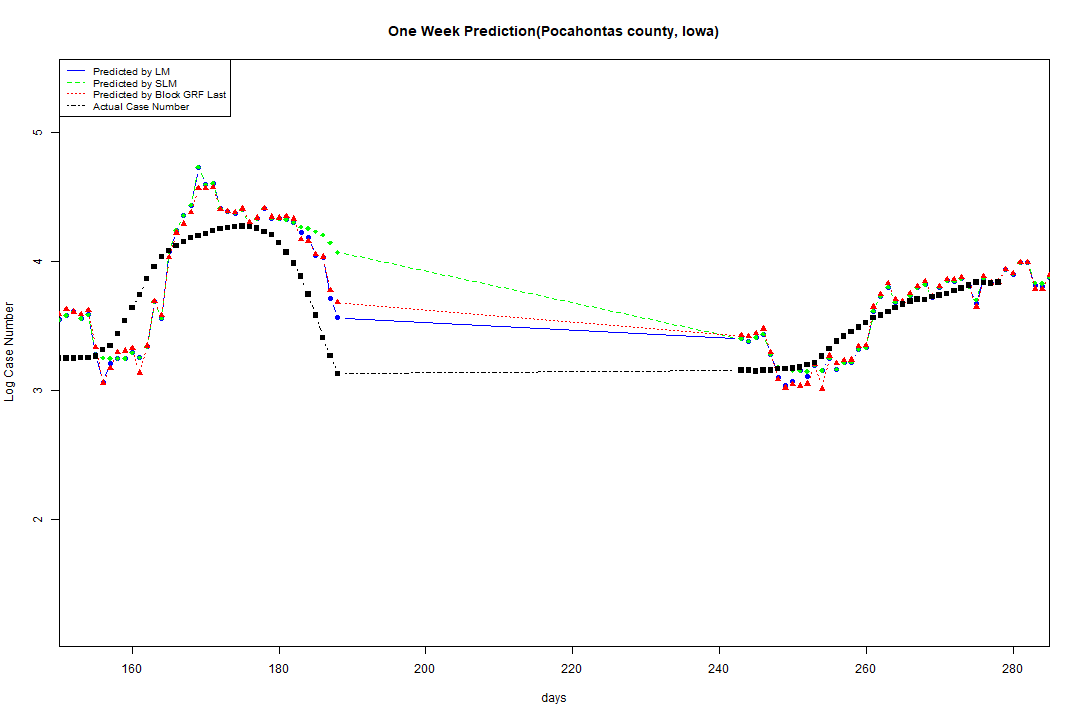 One Week Prediction(Pocahontas county, Iowa)
Predicted by LM
Predicted by SLM
Predicted by Block GRF Last
Actual Case Number
5
4
3
2
Log Case Number
160 180 200 220 240 260 280
days